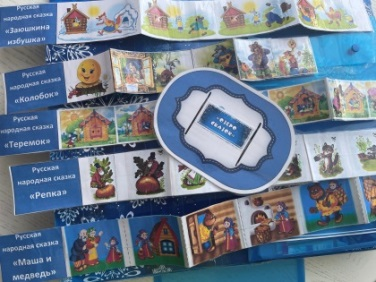 Русская
народная сказка
«Заюшкина
избушка»
Русская
народная сказка
«Колобок»
Русская
народная сказка
«Теремок»
Русская
народная сказка
«Репка»
Русская
народная сказка
«Маша и
медведь»